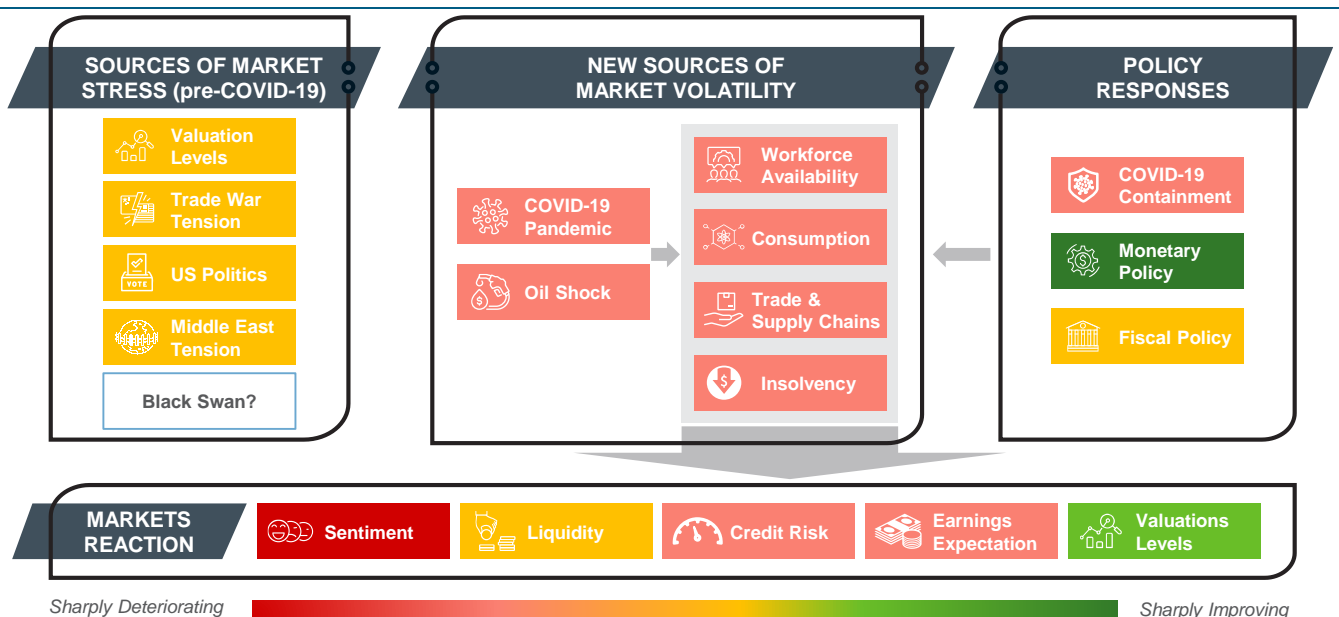 SOURCES OF MARKET
STRESS (pre-COVID-19)
Valuation
Levels
Trade War
Tension
VOTE
US Politics
Middle East
Tension
Black Swan?
NEW SOURCES OF
MARKET VOLATILITY
COVID-19
Pandemic
Oil Shock
Workforce
Availability
Consumption
Trade &
Supply Chains
Insolvency
POLICY
RESPONSES
COVID-19
Containment
Monetary
Policy
Fiscal Policy
MARKETS
REACTION
Sentiment
Liquidity
Credit Risk
Earnings
Expectation
Valuations
Levels
Sharply Deteriorating
Sharply Improving